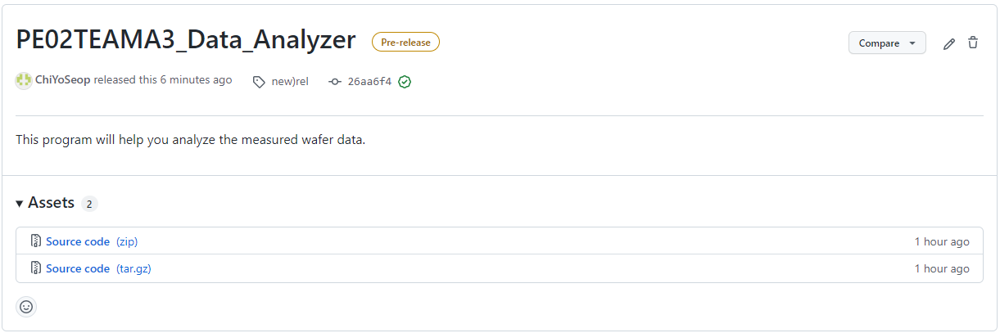 PE02TEAMA3_Data_Analyzer Pre-release Compare
ChiYoSeop released this 6 minutes ago new)rel 26aa6f4
This program will help you analyze the measured wafer data.
Assets 2
Source code (zip) 1 hour ago
Source code (tar.gz) 1 hour ago